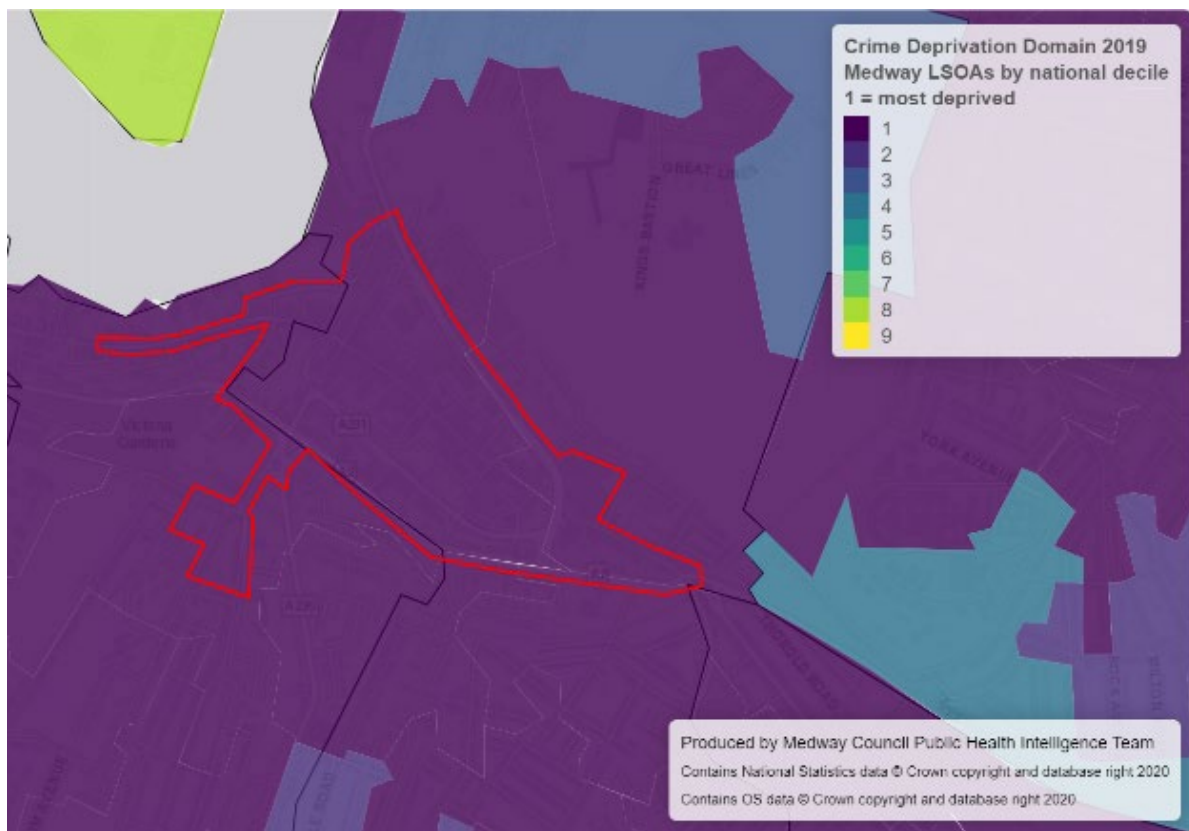 Crime Deprivation Domain 2019
Medway LSOAs by national decile
1 = most deprived
1
2
3
4
5
6
7
8
9
GREAT LINES
KINGS BASTION
Victoria
Gardens
A231
A2
YORK AVENUE
ROAD
AVENUE
ROAD
Produced by Medway Council Public Health Intelligence Team
Contains National Statistics data © Crown copyright and database right 2020
Contains OS data © Crown copyright and database right 2020